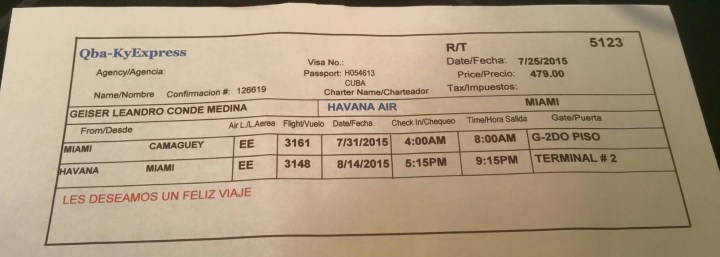 Qba-KyExpress
R/T 5123
Visa No.: Date/Fecha: 7/25/2015
Agency/Agencia: Passport: H054613 Price/Precio: 479.00
CUBA
Name/Nombre Confirmacion #: 126619 Charter Name/Charteador Tax/Impuestos:
GEISER LEANDRO CONDE MEDINA HAVANA AIR MIAMI
From/Desde Air L./L.Aerea Flight/Vuelo Date/Fecha Check In/Chequeo Time/Hora Salida Gate/Puerta
MIAMI CAMAGUEY EE 3161 7/31/2015 4:00AM 8:00AM G-2DO PISO
HAVANA MIAMI EE 3148 8/14/2015 5:15PM 9:15PM TERMINAL # 2
LES DESEAMOS UN FELIZ VIAJE